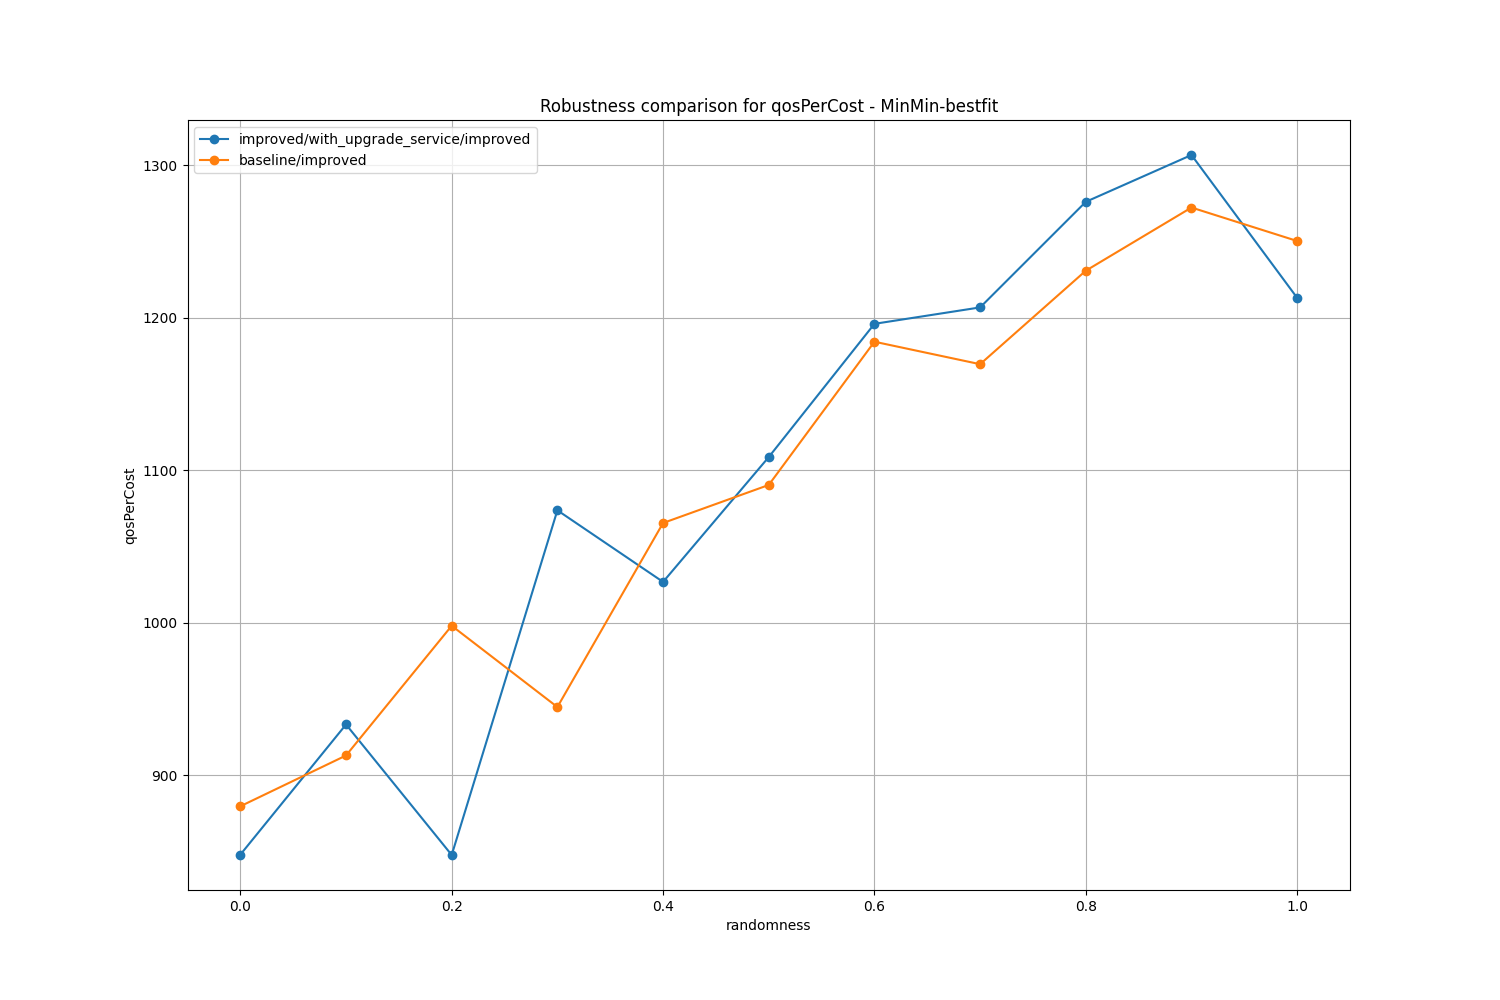 Robustness comparison for qosPerCost - MinMin-bestfit
improved/with_upgrade_service/improved
baseline/improved
1300
1200
1100
1000
900
qosPerCost
0.0 0.2 0.4 0.6 0.8 1.0
randomness